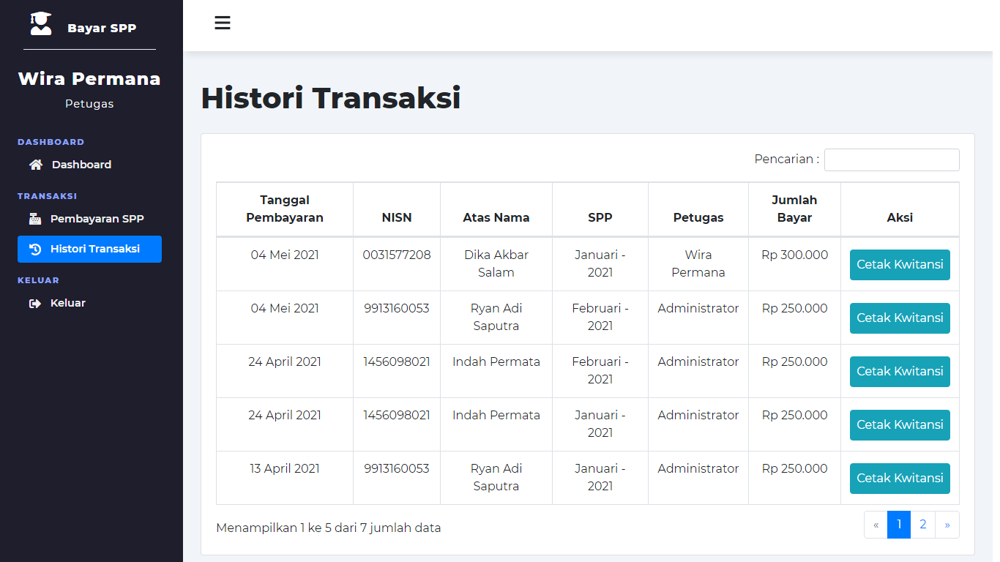 Bayar SPP
Wira Permana
Petugas
DASHBOARD
Dashboard
TRANSAKSI
Pembayaran SPP
Histori Transaksi
KELUAR
Keluar
Histori Transaksi
Pencarian :
Tanggal Pembayaran NISN Atas Nama SPP Petugas Jumlah Bayar Aksi
04 Mei 2021 0031577208 Dika Akbar Salam Januari - 2021 Wira Permana Rp 300.000 Cetak Kwitansi
04 Mei 2021 9913160053 Ryan Adi Saputra Februari - 2021 Administrator Rp 250.000 Cetak Kwitansi
24 April 2021 1456098021 Indah Permata Februari - 2021 Administrator Rp 250.000 Cetak Kwitansi
24 April 2021 1456098021 Indah Permata Januari - 2021 Administrator Rp 250.000 Cetak Kwitansi
13 April 2021 9913160053 Ryan Adi Saputra Januari - 2021 Administrator Rp 250.000 Cetak Kwitansi
Menampilkan 1 ke 5 dari 7 jumlah data
« 1 2 »